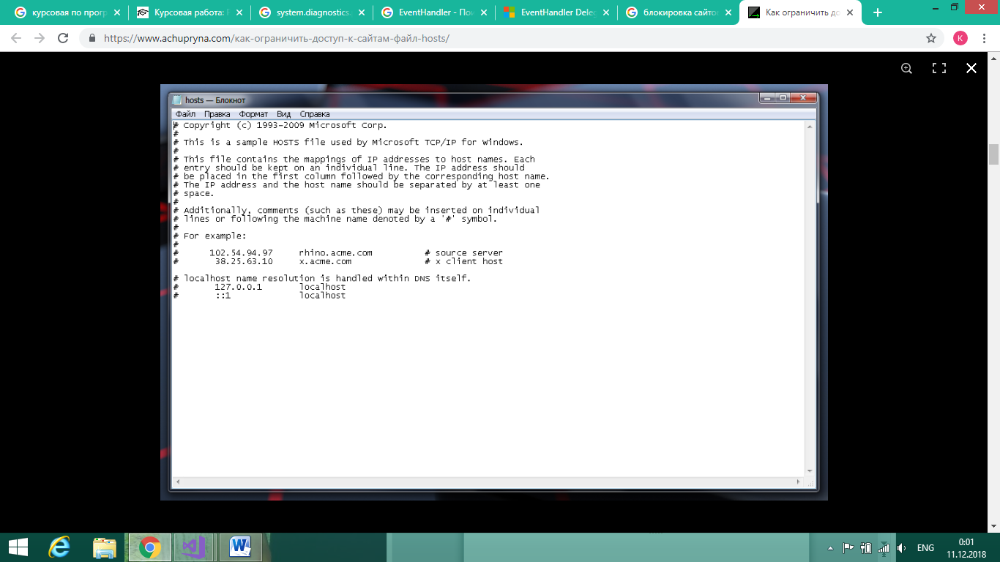 курсовая по прогр
Курсовая работа:
system.diagnostics.
EventHandler - Пои
EventHandler Deleg
блокировка сайто
Как ограничить до
https://www.achupryna.com/как-ограничить-доступ-к-сайтам-файл-hosts/
K
hosts — Блокнот
Файл Правка Формат Вид Справка
# Copyright (c) 1993-2009 Microsoft Corp.
#
# This is a sample HOSTS file used by Microsoft TCP/IP for Windows.
#
# This file contains the mappings of IP addresses to host names. Each
# entry should be kept on an individual line. The IP address should
# be placed in the first column followed by the corresponding host name.
# The IP address and the host name should be separated by at least one
# space.
#
# Additionally, comments (such as these) may be inserted on individual
# lines or following the machine name denoted by a '#' symbol.
#
# For example:
#
# 102.54.94.97 rhino.acme.com # source server
# 38.25.63.10 x.acme.com # x client host
# localhost name resolution is handled within DNS itself.
# 127.0.0.1 localhost
# ::1 localhost
ENG
0:01
11.12.2018